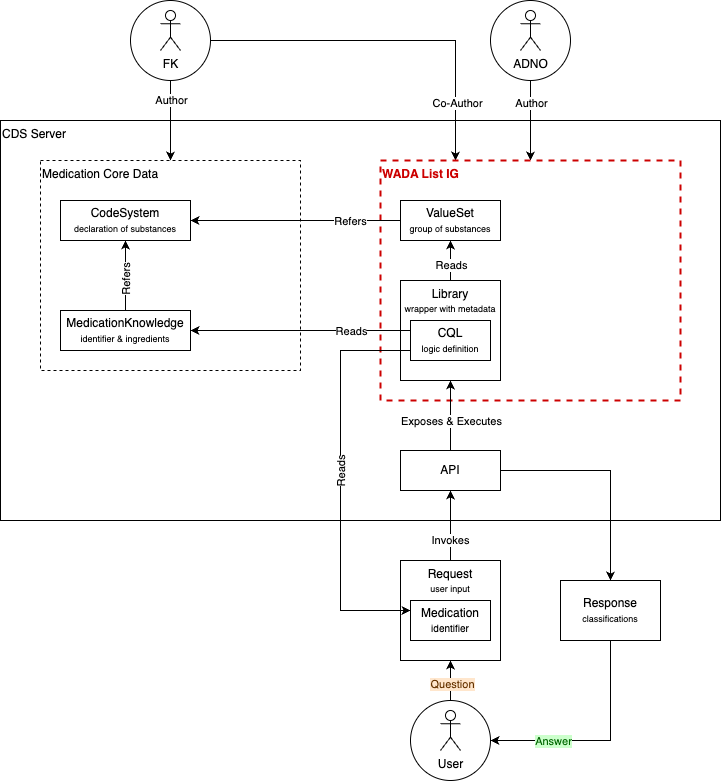 FK
ADNO
Author
Co-Author
Author
CDS Server
Medication Core Data
WADA List IG
CodeSystem
declaration of substances
Refers
ValueSet
group of substances
Refers
Reads
Library
wrapper with metadata
MedicationKnowledge
identifier & ingredients
Reads
CQL
logic definition
Exposes & Executes
Reads
API
Invokes
Request
user input
Medication
identifier
Response
classifications
Question
Answer
User